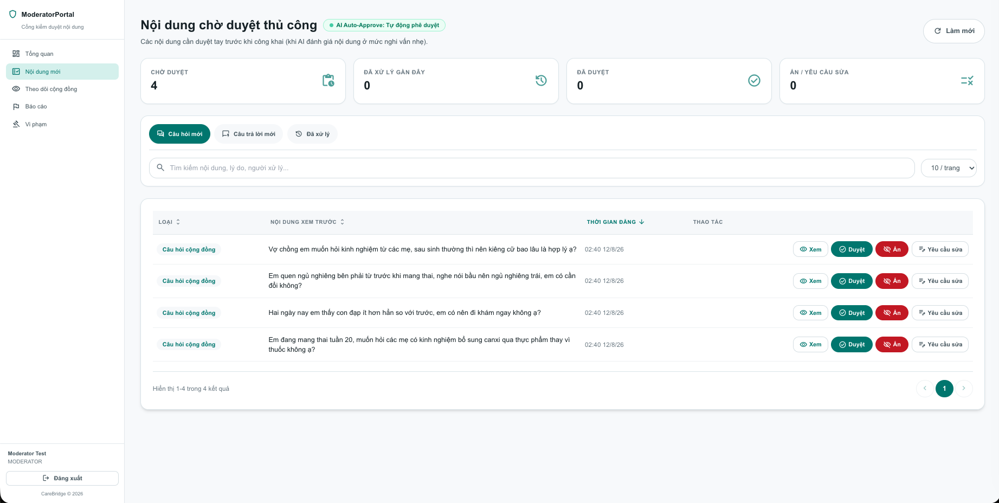 ModeratorPortal
Cổng kiểm duyệt nội dung
Tổng quan
Nội dung mới
Theo dõi cộng đồng
Báo cáo
Vi phạm
Moderator Test
MODERATOR
Đăng xuất
CareBridge © 2026
Nội dung chờ duyệt thủ công
AI Auto-Approve: Tự động phê duyệt
Các nội dung cần duyệt tay trước khi công khai (khi AI đánh giá nội dung ở mức nghi vấn nhẹ).
Làm mới
CHỜ DUYỆT
4
ĐÃ XỬ LÝ GẦN ĐÂY
0
ĐÃ DUYỆT
0
ẨN / YÊU CẦU SỬA
0
Câu hỏi mới
Câu trả lời mới
Đã xử lý
Tìm kiếm nội dung, lý do, người xử lý...
10 / trang
LOẠI NỘI DUNG XEM TRƯỚC THỜI GIAN ĐĂNG THAO TÁC
Câu hỏi cộng đồng
Vợ chồng em muốn hỏi kinh nghiệm từ các mẹ, sau sinh thường thì nên kiêng cữ bao lâu là hợp lý ạ?
02:40 12/8/26
Xem Duyệt Ẩn Yêu cầu sửa
Câu hỏi cộng đồng
Em quen ngủ nghiêng bên phải từ trước khi mang thai, nghe nói bầu nên ngủ nghiêng trái, em có cần
đổi không?
02:40 12/8/26
Xem Duyệt Ẩn Yêu cầu sửa
Câu hỏi cộng đồng
Hai ngày nay em thấy con đạp ít hơn hẳn so với trước, em có nên đi khám ngay không ạ?
02:40 12/8/26
Xem Duyệt Ẩn Yêu cầu sửa
Câu hỏi cộng đồng
Em đang mang thai tuần 20, muốn hỏi các mẹ có kinh nghiệm bổ sung canxi qua thực phẩm thay vì
thuốc không ạ?
02:40 12/8/26
Xem Duyệt Ẩn Yêu cầu sửa
Hiển thị 1-4 trong 4 kết quả
1